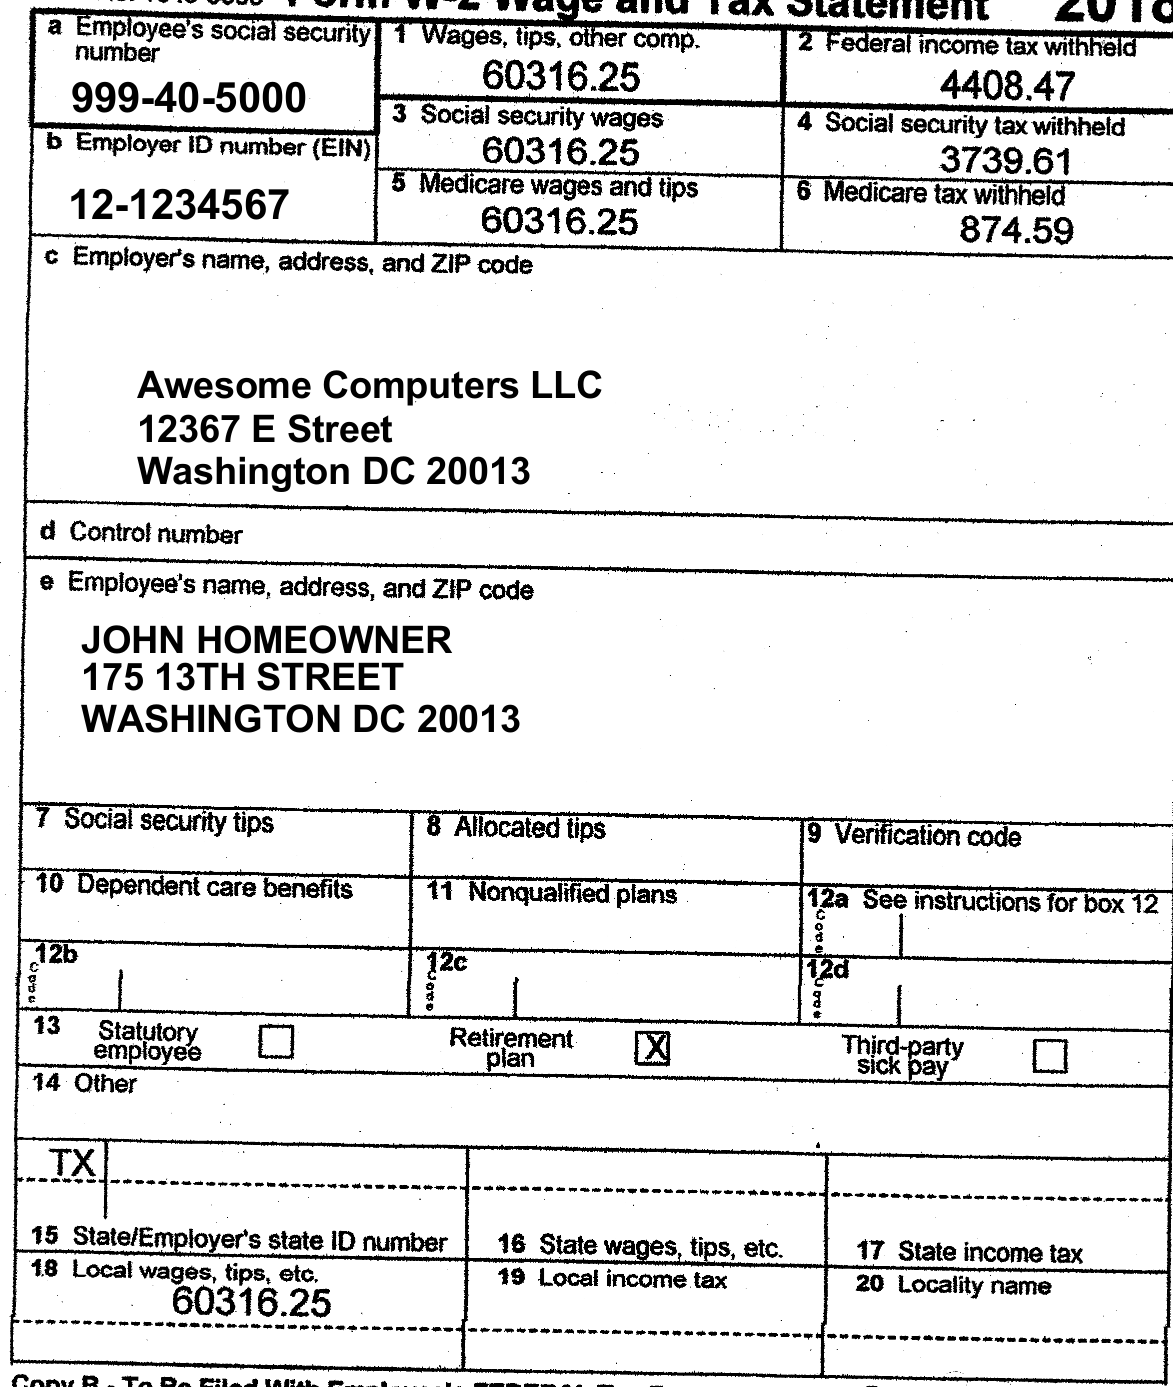 Form W-2 Wage and Tax Statement 2018
a Employee's social security number
999-40-5000
1 Wages, tips, other comp.
60316.25
2 Federal income tax withheld
4408.47
3 Social security wages
60316.25
4 Social security tax withheld
3739.61
b Employer ID number (EIN)
12-1234567
5 Medicare wages and tips
60316.25
6 Medicare tax withheld
874.59
c Employer's name, address, and ZIP code
Awesome Computers LLC
12367 E Street
Washington DC 20013
d Control number
e Employee's name, address, and ZIP code
JOHN HOMEOWNER
175 13TH STREET
WASHINGTON DC 20013
7 Social security tips
8 Allocated tips
9 Verification code
10 Dependent care benefits
11 Nonqualified plans
12a See instructions for box 12
Code
12b
Code
12c
Code
12d
Code
13
Statutory employee
Retirement plan
X
Third-party sick pay
14 Other
TX
15 State/Employer's state ID number
16 State wages, tips, etc.
17 State income tax
18 Local wages, tips, etc.
60316.25
19 Local income tax
20 Locality name
Copy B - To Be Filed With Employee's FEDERAL